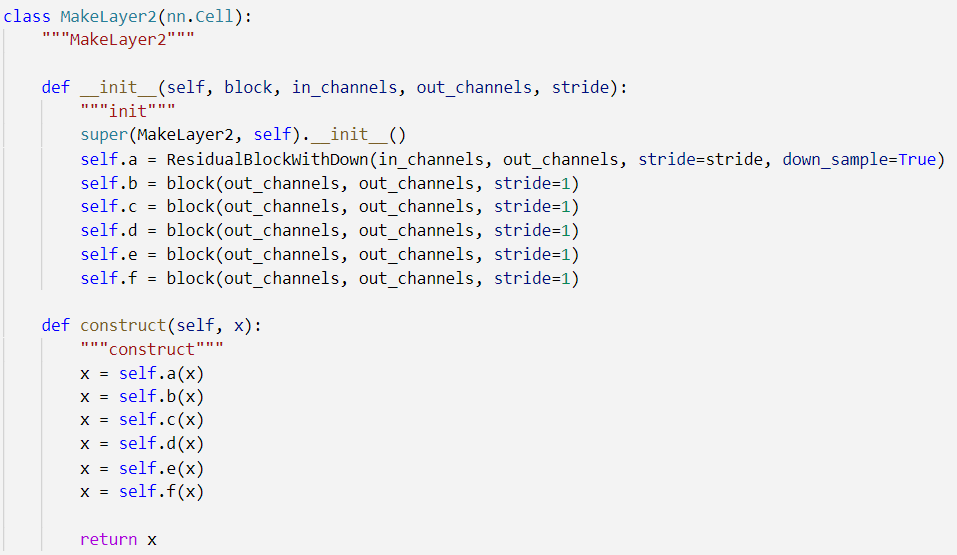 class MakeLayer2(nn.Cell):
    """MakeLayer2"""
    def __init__(self, block, in_channels, out_channels, stride):
        """init"""
        super(MakeLayer2, self).__init__()
        self.a = ResidualBlockWithDown(in_channels, out_channels, stride=stride, down_sample=True)
        self.b = block(out_channels, out_channels, stride=1)
        self.c = block(out_channels, out_channels, stride=1)
        self.d = block(out_channels, out_channels, stride=1)
        self.e = block(out_channels, out_channels, stride=1)
        self.f = block(out_channels, out_channels, stride=1)
    def construct(self, x):
        """construct"""
        x = self.a(x)
        x = self.b(x)
        x = self.c(x)
        x = self.d(x)
        x = self.e(x)
        x = self.f(x)
        return x